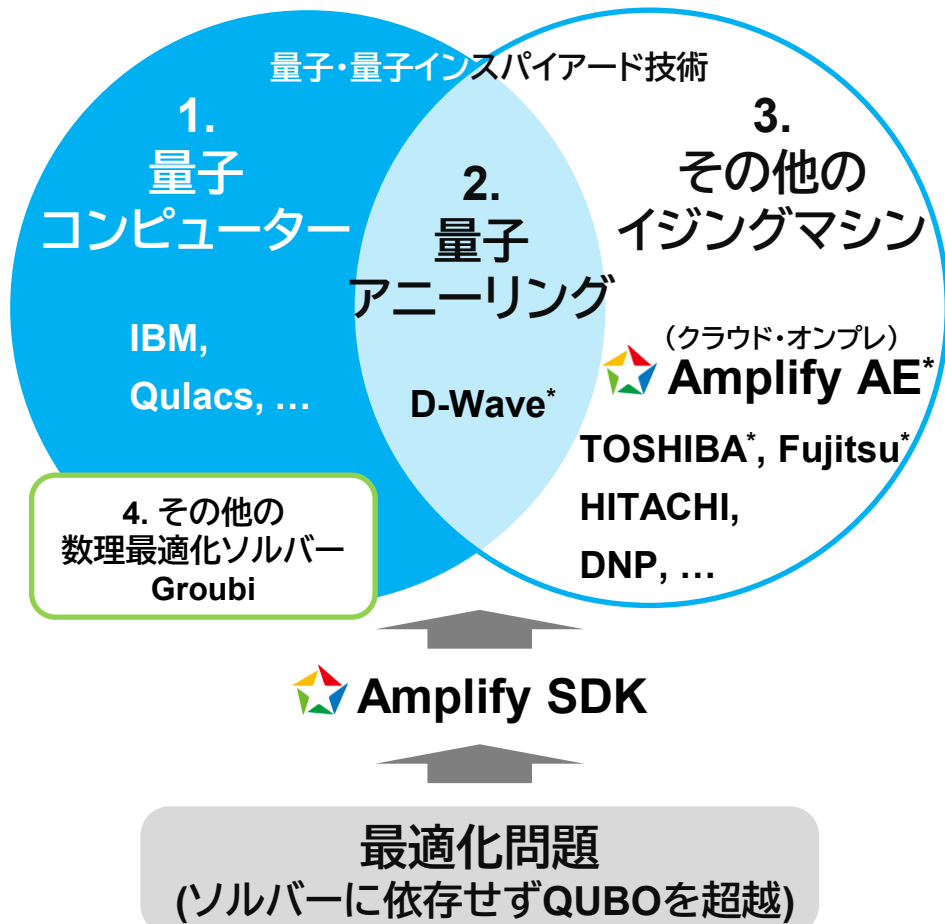 量子・量子インスパイアード技術
1.
量子
コンピューター
IBM,
Qulacs, …
2.
量子
アニーリング
D-Wave*
3.
その他の
イジングマシン
（クラウド・オンプレ）
Amplify AE*
TOSHIBA*, Fujitsu*
HITACHI,
DNP, …
4. その他の
数理最適化ソルバー
Groubi
Amplify SDK
最適化問題
(ソルバーに依存せずQUBOを超越)